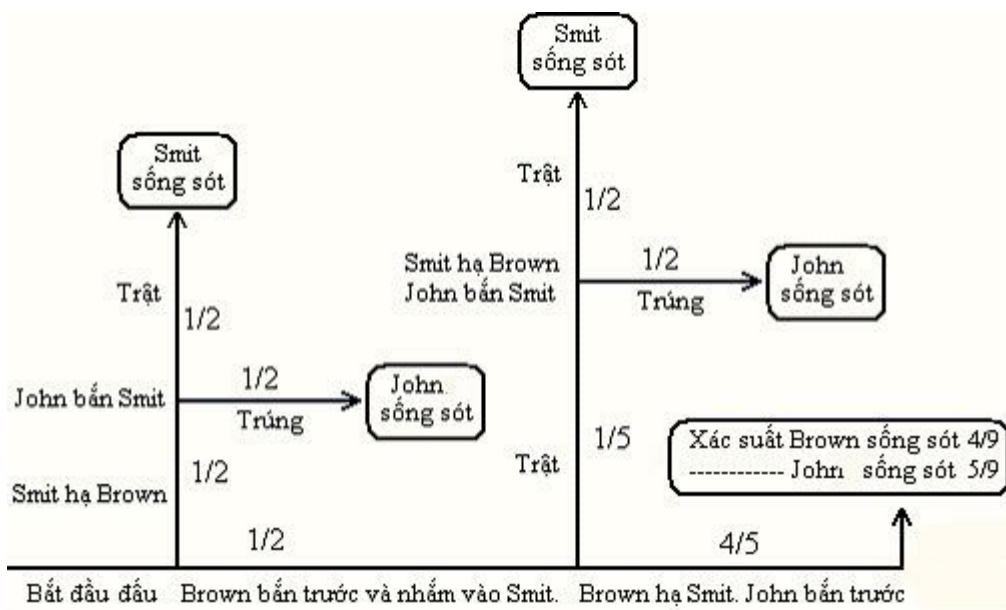 Smit
sống sót
Trật
1/2
Smit hạ Brown
John bắn Smit
1/2
Trúng
John
sống sót
Smit
sống sót
Trật
1/2
John bắn Smit
1/2
Trúng
John
sống sót
Smit hạ Brown
1/2
Trật
1/5
Xác suất Brown sống sót 4/9
------------ John sống sót 5/9
1/2
4/5
Bắt đầu đấu Brown bắn trước và nhắm vào Smit. Brown hạ Smit. John bắn trước